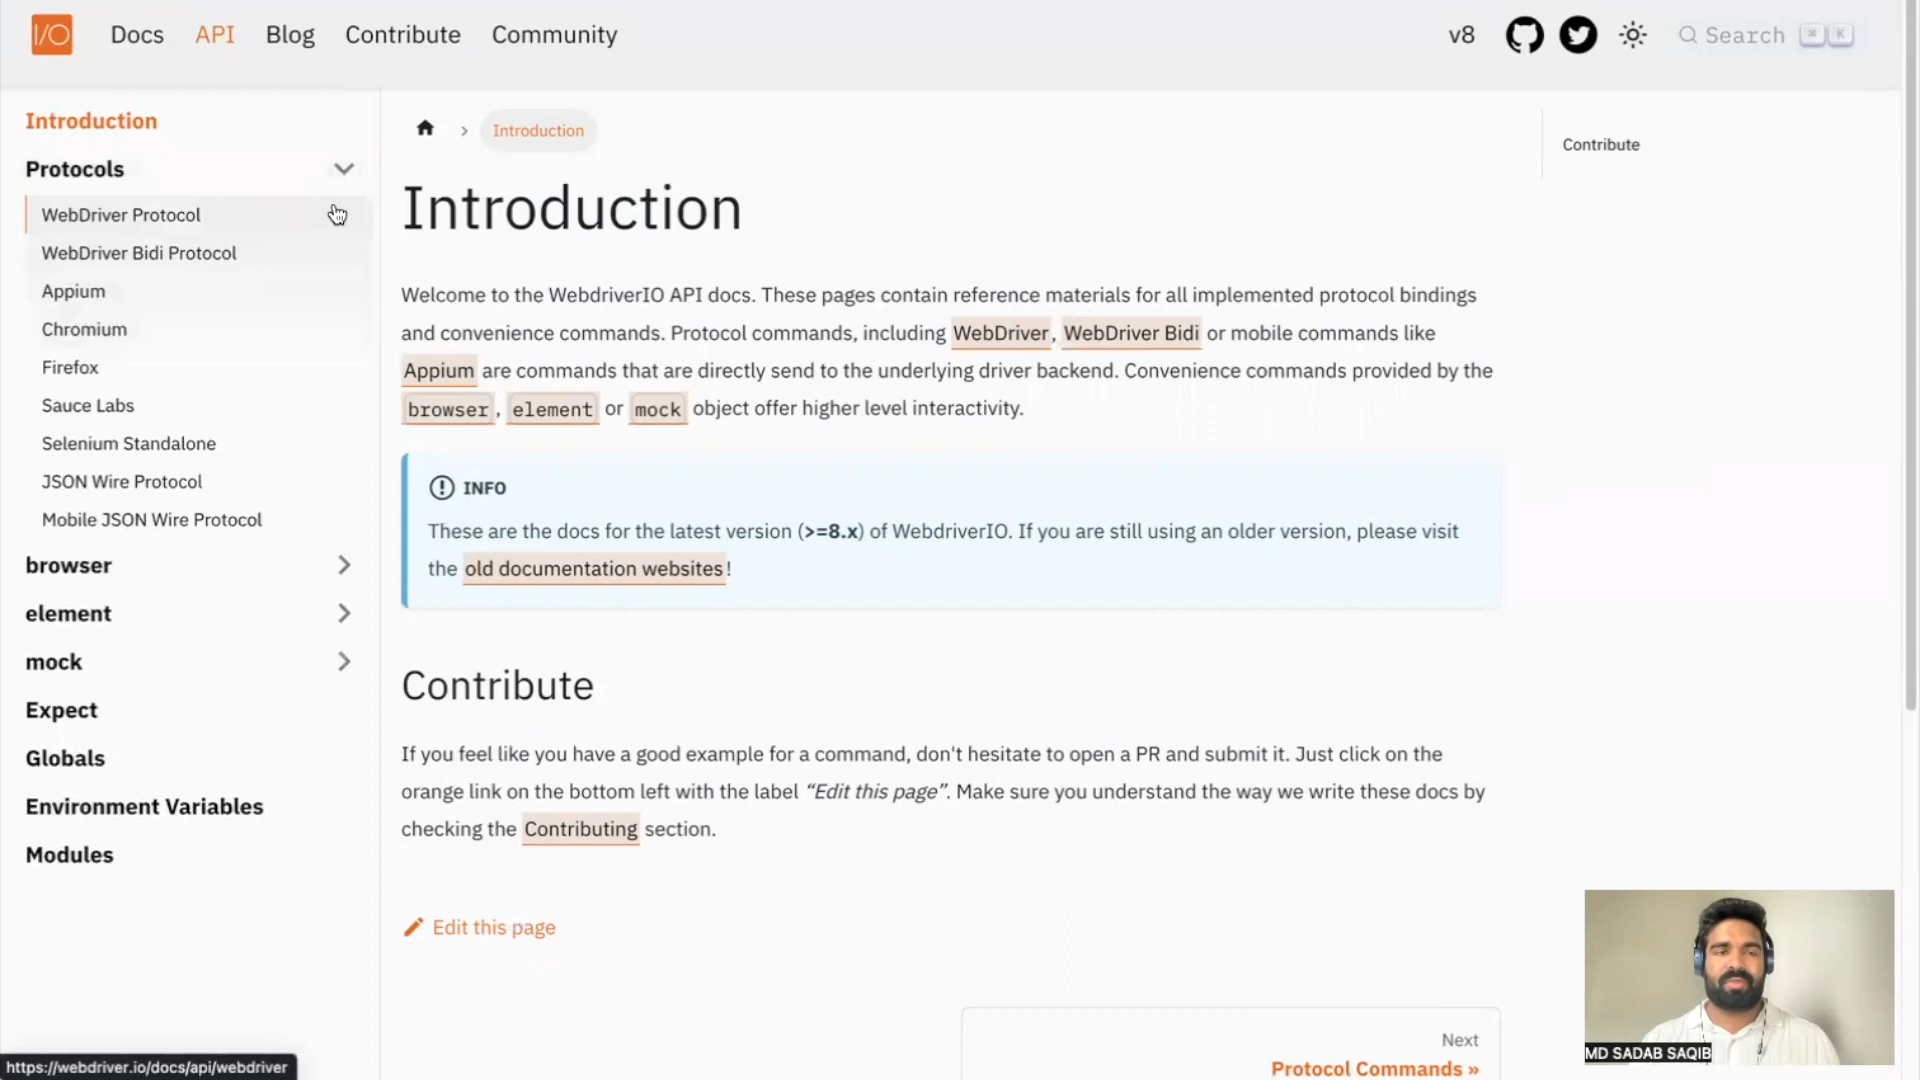 I/O Docs API Blog Contribute Community v8 Search ⌘ K
Introduction
Protocols
WebDriver Protocol
WebDriver Bidi Protocol
Appium
Chromium
Firefox
Sauce Labs
Selenium Standalone
JSON Wire Protocol
Mobile JSON Wire Protocol
browser
element
mock
Expect
Globals
Environment Variables
Modules
Introduction
Introduction
Welcome to the WebdriverIO API docs. These pages contain reference materials for all implemented protocol bindings
and convenience commands. Protocol commands, including WebDriver, WebDriver Bidi or mobile commands like
Appium are commands that are directly send to the underlying driver backend. Convenience commands provided by the
browser, element or mock object offer higher level interactivity.
INFO
These are the docs for the latest version (>=8.x) of WebdriverIO. If you are still using an older version, please visit
the old documentation websites!
Contribute
If you feel like you have a good example for a command, don't hesitate to open a PR and submit it. Just click on the
orange link on the bottom left with the label “Edit this page”. Make sure you understand the way we write these docs by
checking the Contributing section.
Edit this page
Next
Protocol Commands »
Contribute
MD SADAB SAQIB
https://webdriver.io/docs/api/webdriver